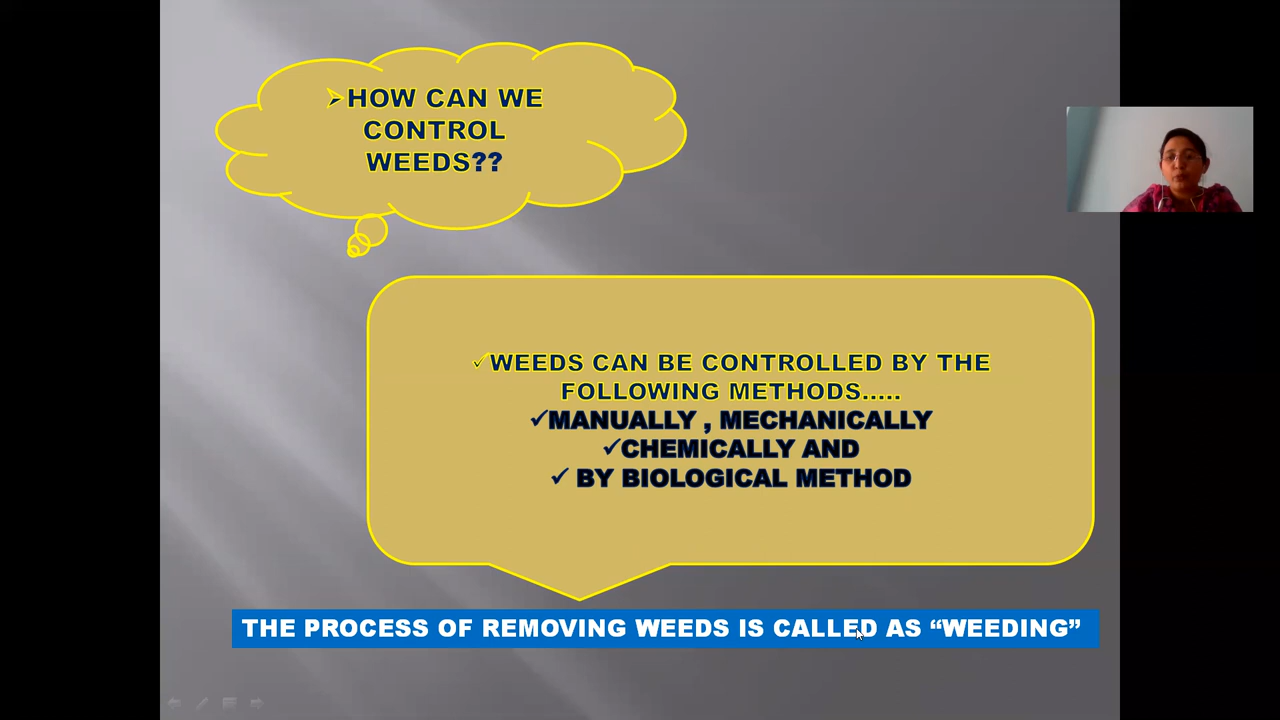 ➢HOW CAN WE
CONTROL
WEEDS??
✓WEEDS CAN BE CONTROLLED BY THE
FOLLOWING METHODS.....
✓MANUALLY , MECHANICALLY
✓CHEMICALLY AND
✓ BY BIOLOGICAL METHOD
THE PROCESS OF REMOVING WEEDS IS CALLED AS “WEEDING”